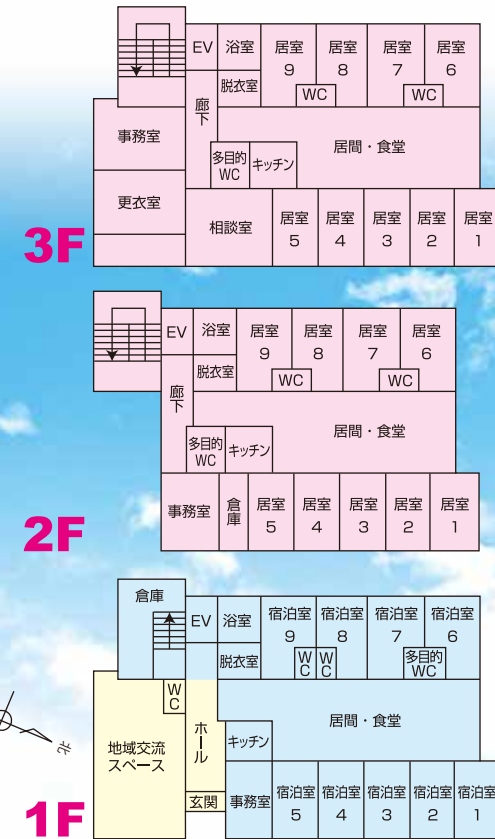 EV
浴室
居室
9
居室
8
居室
7
居室
6
脱衣室
WC
WC
廊下
事務室
居間・食堂
多目的
WC
キッチン
更衣室
相談室
居室
5
居室
4
居室
3
居室
2
居室
1
3F
EV
浴室
居室
9
居室
8
居室
7
居室
6
脱衣室
WC
WC
廊下
居間・食堂
多目的
WC
キッチン
事務室
倉庫
居室
5
居室
4
居室
3
居室
2
居室
1
2F
倉庫
EV
浴室
宿泊室
9
宿泊室
8
宿泊室
7
宿泊室
6
脱衣室
WC
WC
多目的
WC
WC
ホール
居間・食堂
地域交流
スペース
キッチン
北
玄関
事務室
宿泊室
5
宿泊室
4
宿泊室
3
宿泊室
2
宿泊室
1
1F